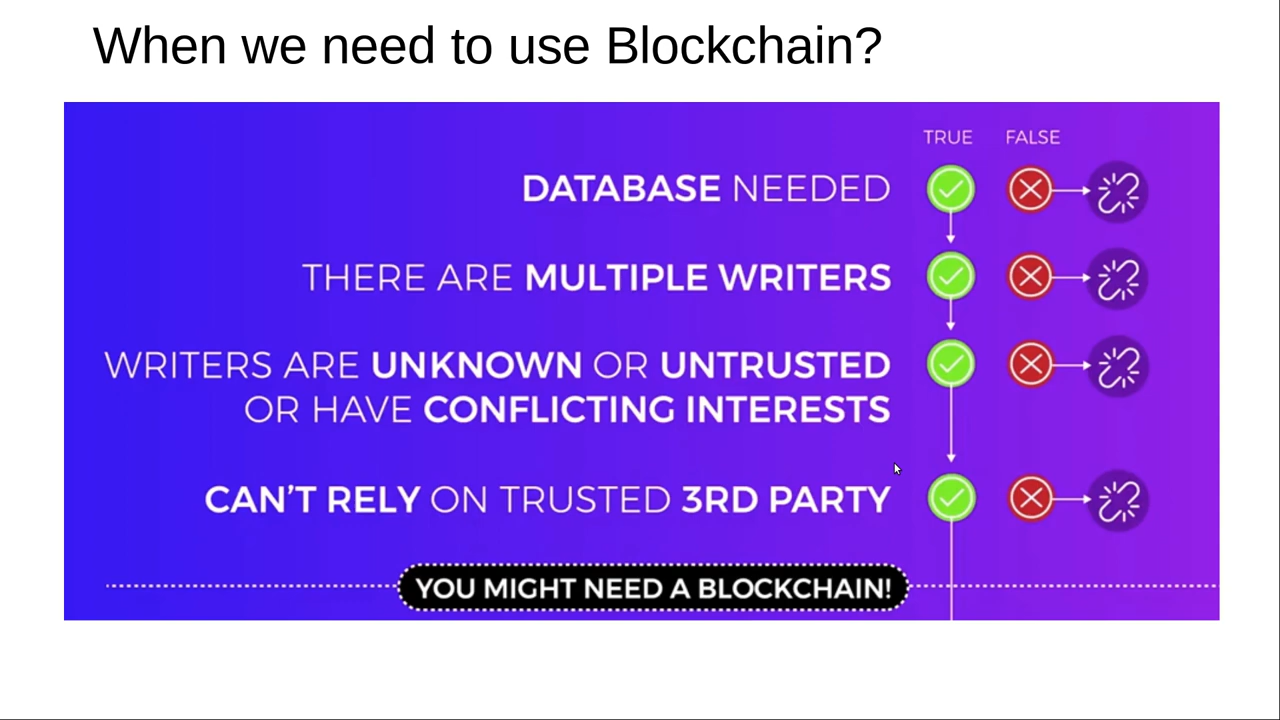 When we need to use Blockchain?
TRUE FALSE
DATABASE NEEDED
THERE ARE MULTIPLE WRITERS
WRITERS ARE UNKNOWN OR UNTRUSTED
OR HAVE CONFLICTING INTERESTS
CAN'T RELY ON TRUSTED 3RD PARTY
YOU MIGHT NEED A BLOCKCHAIN!